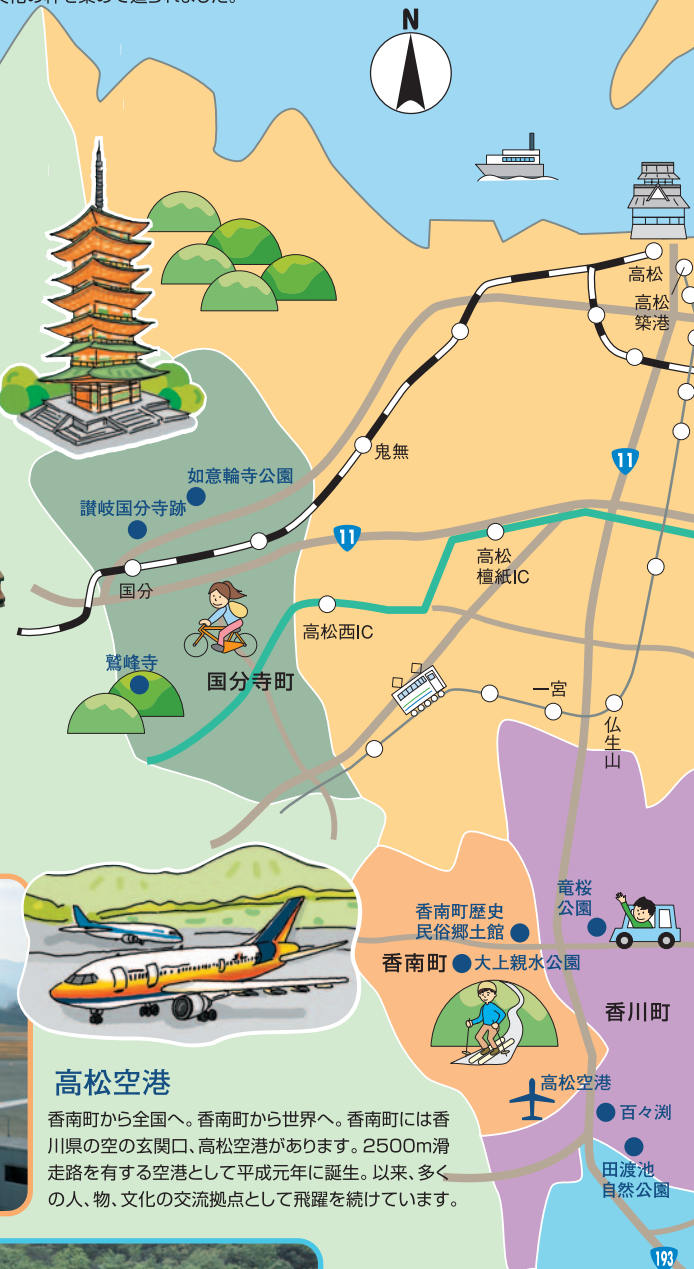 N
高松
高松
築港
鬼無
11
如意輪寺公園
讃岐国分寺跡
11
高松
檀紙IC
国分
高松西IC
鷲峰寺
国分寺町
一宮
仏生山
竜桜
公園
香南町歴史
民俗郷土館
香南町
大上親水公園
香川町
高松空港
百々渕
田渡池
自然公園
193
高松空港
香南町から全国へ。香南町から世界へ。香南町には香
川県の空の玄関口、高松空港があります。2500m滑
走路を有する空港として平成元年に誕生。以来、多く
の人、物、文化の交流拠点として飛躍を続けています。